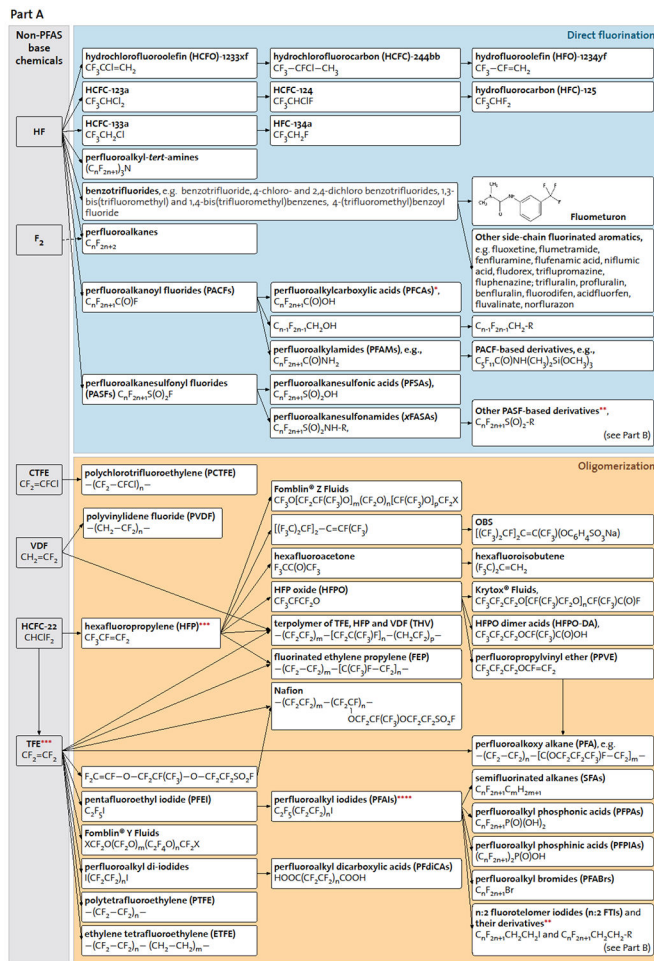 Part A
Non-PFAS
base
chemicals
Direct fluorination
HF
F₂
hydrochlorofluoroolefin (HCFO)-1233xf
CF₃CCl=CH₂
hydrochlorofluorocarbon (HCFC)-244bb
CF₃−CFCl−CH₃
hydrofluoroolefin (HFO)-1234yf
CF₃−CF=CH₂
HCFC-123a
CF₃CHCl₂
HCFC-124
CF₃CHClF
hydrofluorocarbon (HFC)-125
CF₃CHF₂
HCFC-133a
CF₃CH₂Cl
HFC-134a
CF₃CH₂F
perfluoroalkyl-tert-amines
(CₙF₂ₙ₊₁)₃N
benzotrifluorides, e.g. benzotrifluoride, 4-chloro- and 2,4-dichloro benzotrifluorides, 1,3-
bis(trifluoromethyl) and 1,4-bis(trifluoromethyl)benzenes, 4-(trifluoromethyl)benzoyl
fluoride
Fluometuron
perfluoroalkanes
CₙF₂ₙ₊₂
Other side-chain fluorinated aromatics,
e.g. fluoxetine, flumetramide,
fenfluramine, flufenamic acid, niflumic
acid, fludorex, triflupromazine,
fluphenazine; trifluralin, profluralin,
benfluralin, fluorodifen, acidfluorfen,
fluvalinate, norflurazon
perfluoroalkanoyl fluorides (PACFs)
CₙF₂ₙ₊₁C(O)F
perfluoroalkylcarboxylic acids (PFCAs)*,
CₙF₂ₙ₊₁C(O)OH
Cₙ₋₁F₂ₙ₋₁CH₂OH
Cₙ₋₁F₂ₙ₋₁CH₂-R
perfluoroalkylamides (PFAMs), e.g.,
CₙF₂ₙ₊₁C(O)NH₂
PACF-based derivatives, e.g.,
C₅F₁₁C(O)NH(CH₃)₂Si(OCH₃)₃
perfluoroalkanesulfonyl fluorides
(PASFs) CₙF₂ₙ₊₁S(O)₂F
perfluoroalkanesulfonic acids (PFSAs),
CₙF₂ₙ₊₁S(O)₂OH
perfluoroalkanesulfonamides (xFASAs)
CₙF₂ₙ₊₁S(O)₂NH-R,
Other PASF-based derivatives**,
CₙF₂ₙ₊₁S(O)₂-R
(see Part B)
Oligomerization
CTFE
CF₂=CFCl
polychlorotrifluoroethylene (PCTFE)
−(CF₂−CFCl)ₙ−
Fomblin® Z Fluids
CF₃O[CF₂CF(CF₃)O]ₘ(CF₂O)ₙ[CF(CF₃)O]ₚCF₂X
polyvinylidene fluoride (PVDF)
−(CH₂−CF₂)ₙ−
[(F₃C)₂CF]₂−C=CF(CF₃)
OBS
[(CF₃)₂CF]₂C=C(CF₃)(OC₆H₄SO₃Na)
VDF
CH₂=CF₂
hexafluoroacetone
F₃CC(O)CF₃
hexafluoroisobutene
(F₃C)₂C=CH₂
HFP oxide (HFPO)
CF₃CFCF₂O
Krytox® Fluids,
CF₃CF₂CF₂O[CF(CF₃)CF₂O]ₙCF(CF₃)C(O)F
HCFC-22
CHClF₂
hexafluoropropylene (HFP)***
CF₃CF=CF₂
terpolymer of TFE, HFP and VDF (THV)
−(CF₂CF₂)ₘ−[CF₂C(CF₃)F]ₙ−(CH₂CF₂)ₚ−
HFPO dimer acids (HFPO-DA)
CF₃CF₂CF₂OCF(CF₃)C(O)OH
fluorinated ethylene propylene (FEP)
−(CF₂−CF₂)ₘ−[C(CF₃)F−CF₂]ₙ−
perfluoropropylvinyl ether (PPVE)
CF₃CF₂CF₂OCF=CF₂
Nafion
−(CF₂CF₂)ₘ−(CF₂CF)ₙ−
OCF₂CF(CF₃)OCF₂CF₂SO₂F
TFE***
CF₂=CF₂
perfluoroalkoxy alkane (PFA), e.g.
−(CF₂−CF₂)ₙ−[C(OCF₂CF₂CF₃)F−CF₂]ₘ−
F₂C=CF−O−CF₂CF(CF₃)−O−CF₂CF₂SO₂F
semifluorinated alkanes (SFAs)
CₙF₂ₙ₊₁CₘH₂ₘ₊₁
pentafluoroethyl iodide (PFEI)
C₂F₅I
perfluoroalkyl iodides (PFAIs)****
C₂F₅(CF₂CF₂)ₙI
perfluoroalkyl phosphonic acids (PFPAs)
CₙF₂ₙ₊₁P(O)(OH)₂
Fomblin® Y Fluids
XCF₂O(CF₂O)ₘ(C₂F₄O)ₙCF₂X
perfluoroalkyl phosphinic acids (PFPIAs)
(CₙF₂ₙ₊₁)₂P(O)OH
perfluoroalkyl di-iodides
I(CF₂CF₂)ₙI
perfluoroalkyl dicarboxylic acids (PFdiCAs)
HOOC(CF₂CF₂)ₙCOOH
perfluoroalkyl bromides (PFABrs)
CₙF₂ₙ₊₁Br
polytetrafluoroethylene (PTFE)
−(CF₂−CF₂)ₙ−
n:2 fluorotelomer iodides (n:2 FTIs) and
their derivatives**
CₙF₂ₙ₊₁CH₂CH₂I and CₙF₂ₙ₊₁CH₂CH₂-R
(see Part B)
ethylene tetrafluoroethylene (ETFE)
−(CF₂−CF₂)ₙ−(CH₂−CH₂)ₘ−